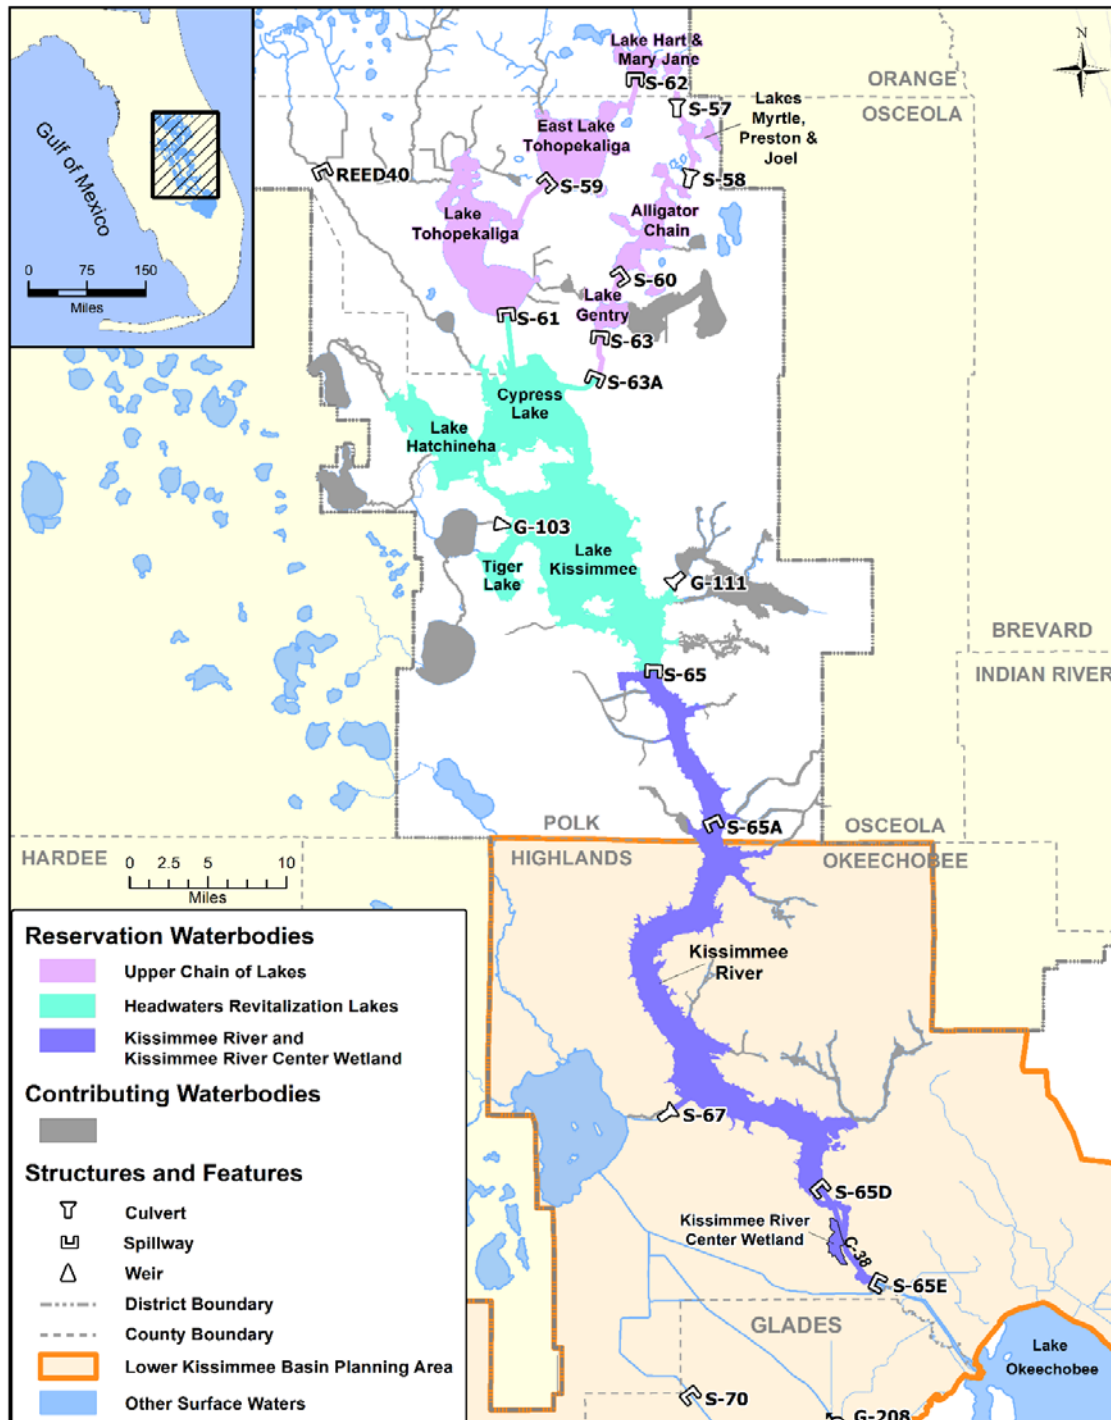 Gulf of Mexico
0 75 150
Miles
N
Lake Hart &
Mary Jane
S-62
ORANGE
S-57
OSCEOLA
Lakes
Myrtle,
Preston &
Joel
East Lake
Tohopekaliga
REED40
S-59
S-58
Lake
Tohopekaliga
Alligator
Chain
S-60
Lake
Gentry
S-61
S-63
S-63A
Cypress
Lake
Lake
Hatchineha
G-103
Lake
Kissimmee
Tiger
Lake
G-111
BREVARD
INDIAN RIVER
S-65
S-65A
POLK
OSCEOLA
HARDEE
HIGHLANDS
OKEECHOBEE
0 2.5 5 10
Miles
Kissimmee
River
S-67
S-65D
Kissimmee River
Center Wetland
C-38
S-65E
GLADES
Lake
Okeechobee
S-70
G-208
Reservation Waterbodies
Upper Chain of Lakes
Headwaters Revitalization Lakes
Kissimmee River and
Kissimmee River Center Wetland
Contributing Waterbodies
Structures and Features
Culvert
Spillway
Weir
District Boundary
County Boundary
Lower Kissimmee Basin Planning Area
Other Surface Waters